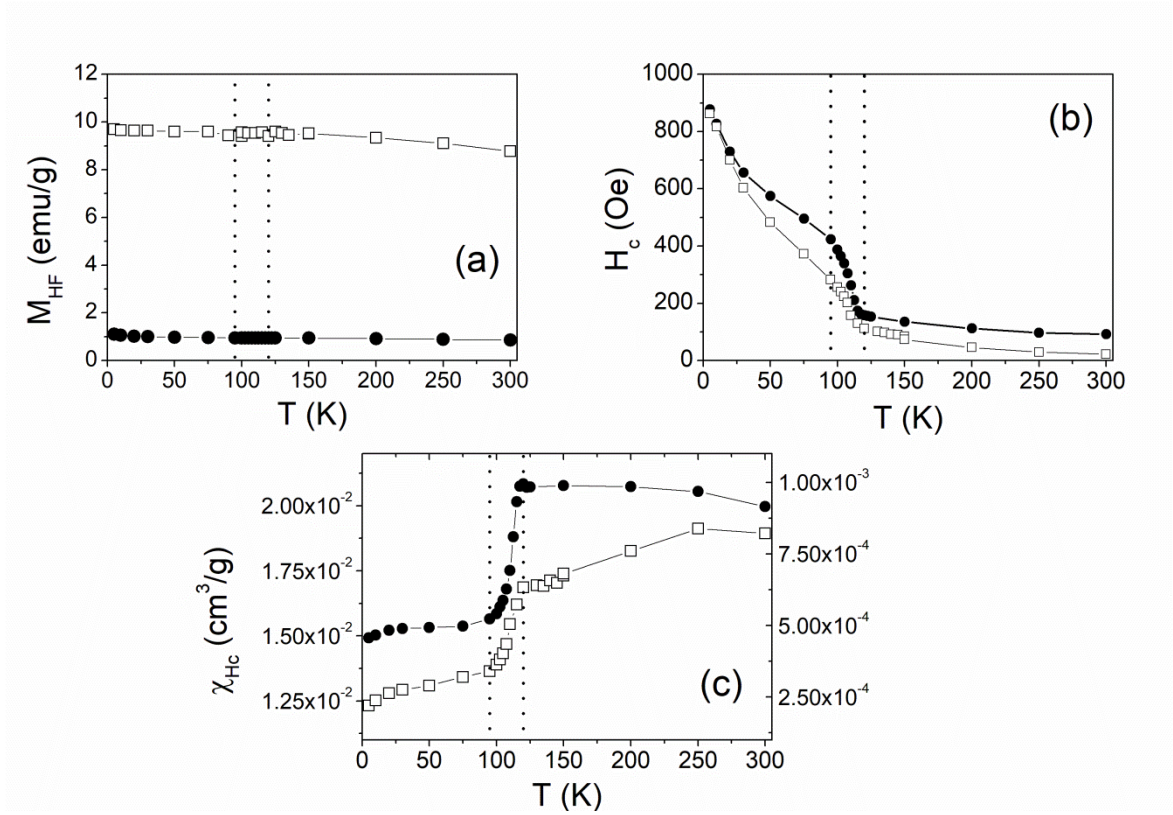 12
10
8
6
4
2
0
M_HF (emu/g)
(a)
0 50 100 150 200 250 300
T (K)
1000
800
600
400
200
0
H_c (Oe)
(b)
0 50 100 150 200 250 300
T (K)
2.00x10⁻²
1.75x10⁻²
1.50x10⁻²
1.25x10⁻²
χ_Hc (cm³/g)
(c)
1.00x10⁻³
7.50x10⁻⁴
5.00x10⁻⁴
2.50x10⁻⁴
0 50 100 150 200 250 300
T (K)